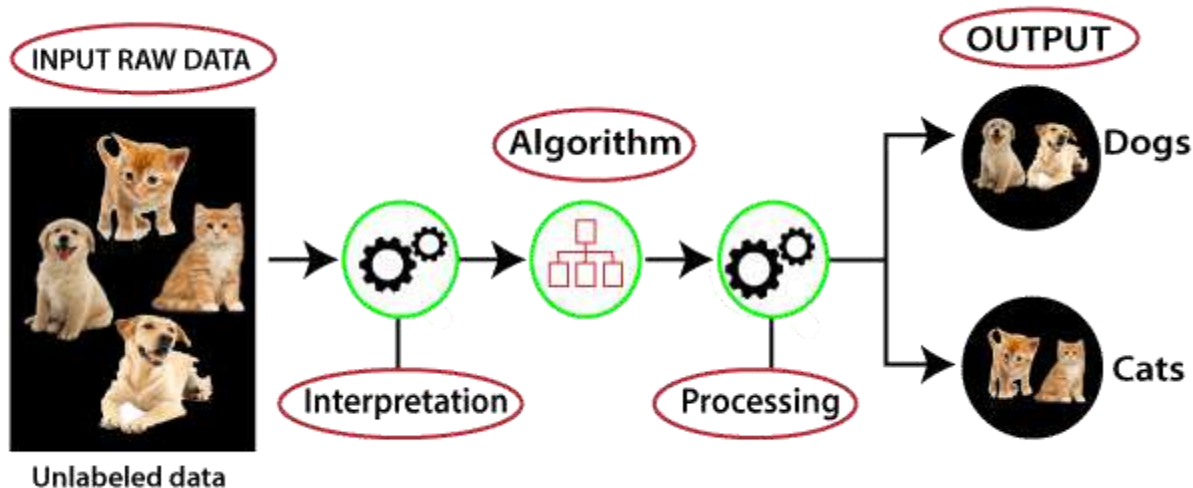 INPUT RAW DATA
Unlabeled data
Interpretation
Algorithm
Processing
OUTPUT
Dogs
Cats